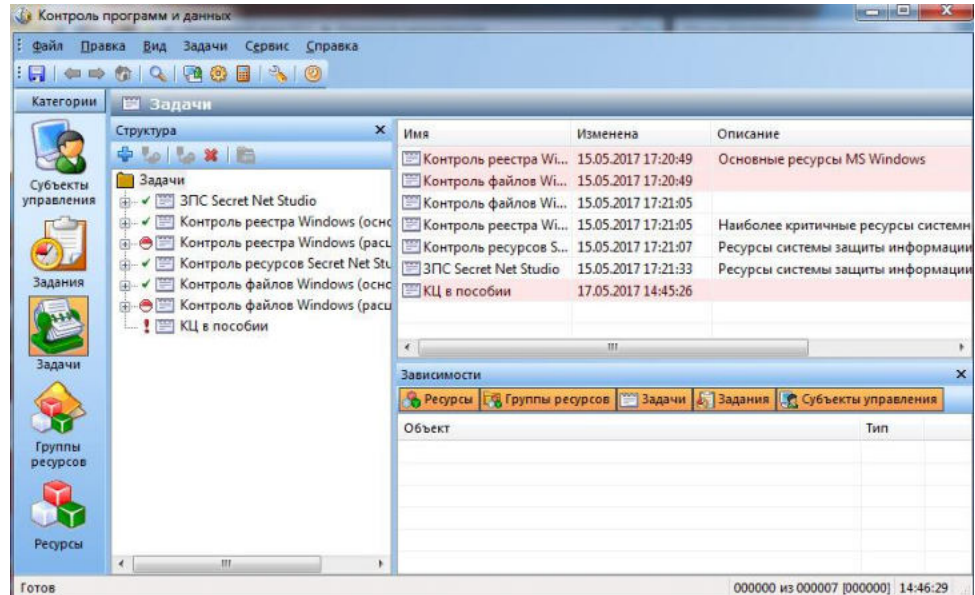 Контроль программ и данных
Файл Правка Вид Задачи Сервис Справка
Категории
Задачи
Субъекты управления
Задания
Задачи
Группы ресурсов
Ресурсы
Структура
Задачи
ЗПС Secret Net Studio
Контроль реестра Windows (осно
Контроль реестра Windows (расш
Контроль ресурсов Secret Net Stu
Контроль файлов Windows (осно
Контроль файлов Windows (расш
КЦ в пособии
Имя Изменена Описание
Контроль реестра Wi... 15.05.2017 17:20:49 Основные ресурсы MS Windows
Контроль файлов Wi... 15.05.2017 17:20:49
Контроль файлов Wi... 15.05.2017 17:21:05
Контроль реестра Wi... 15.05.2017 17:21:05 Наиболее критичные ресурсы системн
Контроль ресурсов S... 15.05.2017 17:21:07 Ресурсы системы защиты информации
ЗПС Secret Net Studio 15.05.2017 17:21:33 Ресурсы системы защиты информации
КЦ в пособии 17.05.2017 14:45:26
Зависимости
Ресурсы Группы ресурсов Задачи Задания Субъекты управления
Объект Тип
Готов 000000 из 000007 [000000] 14:46:29